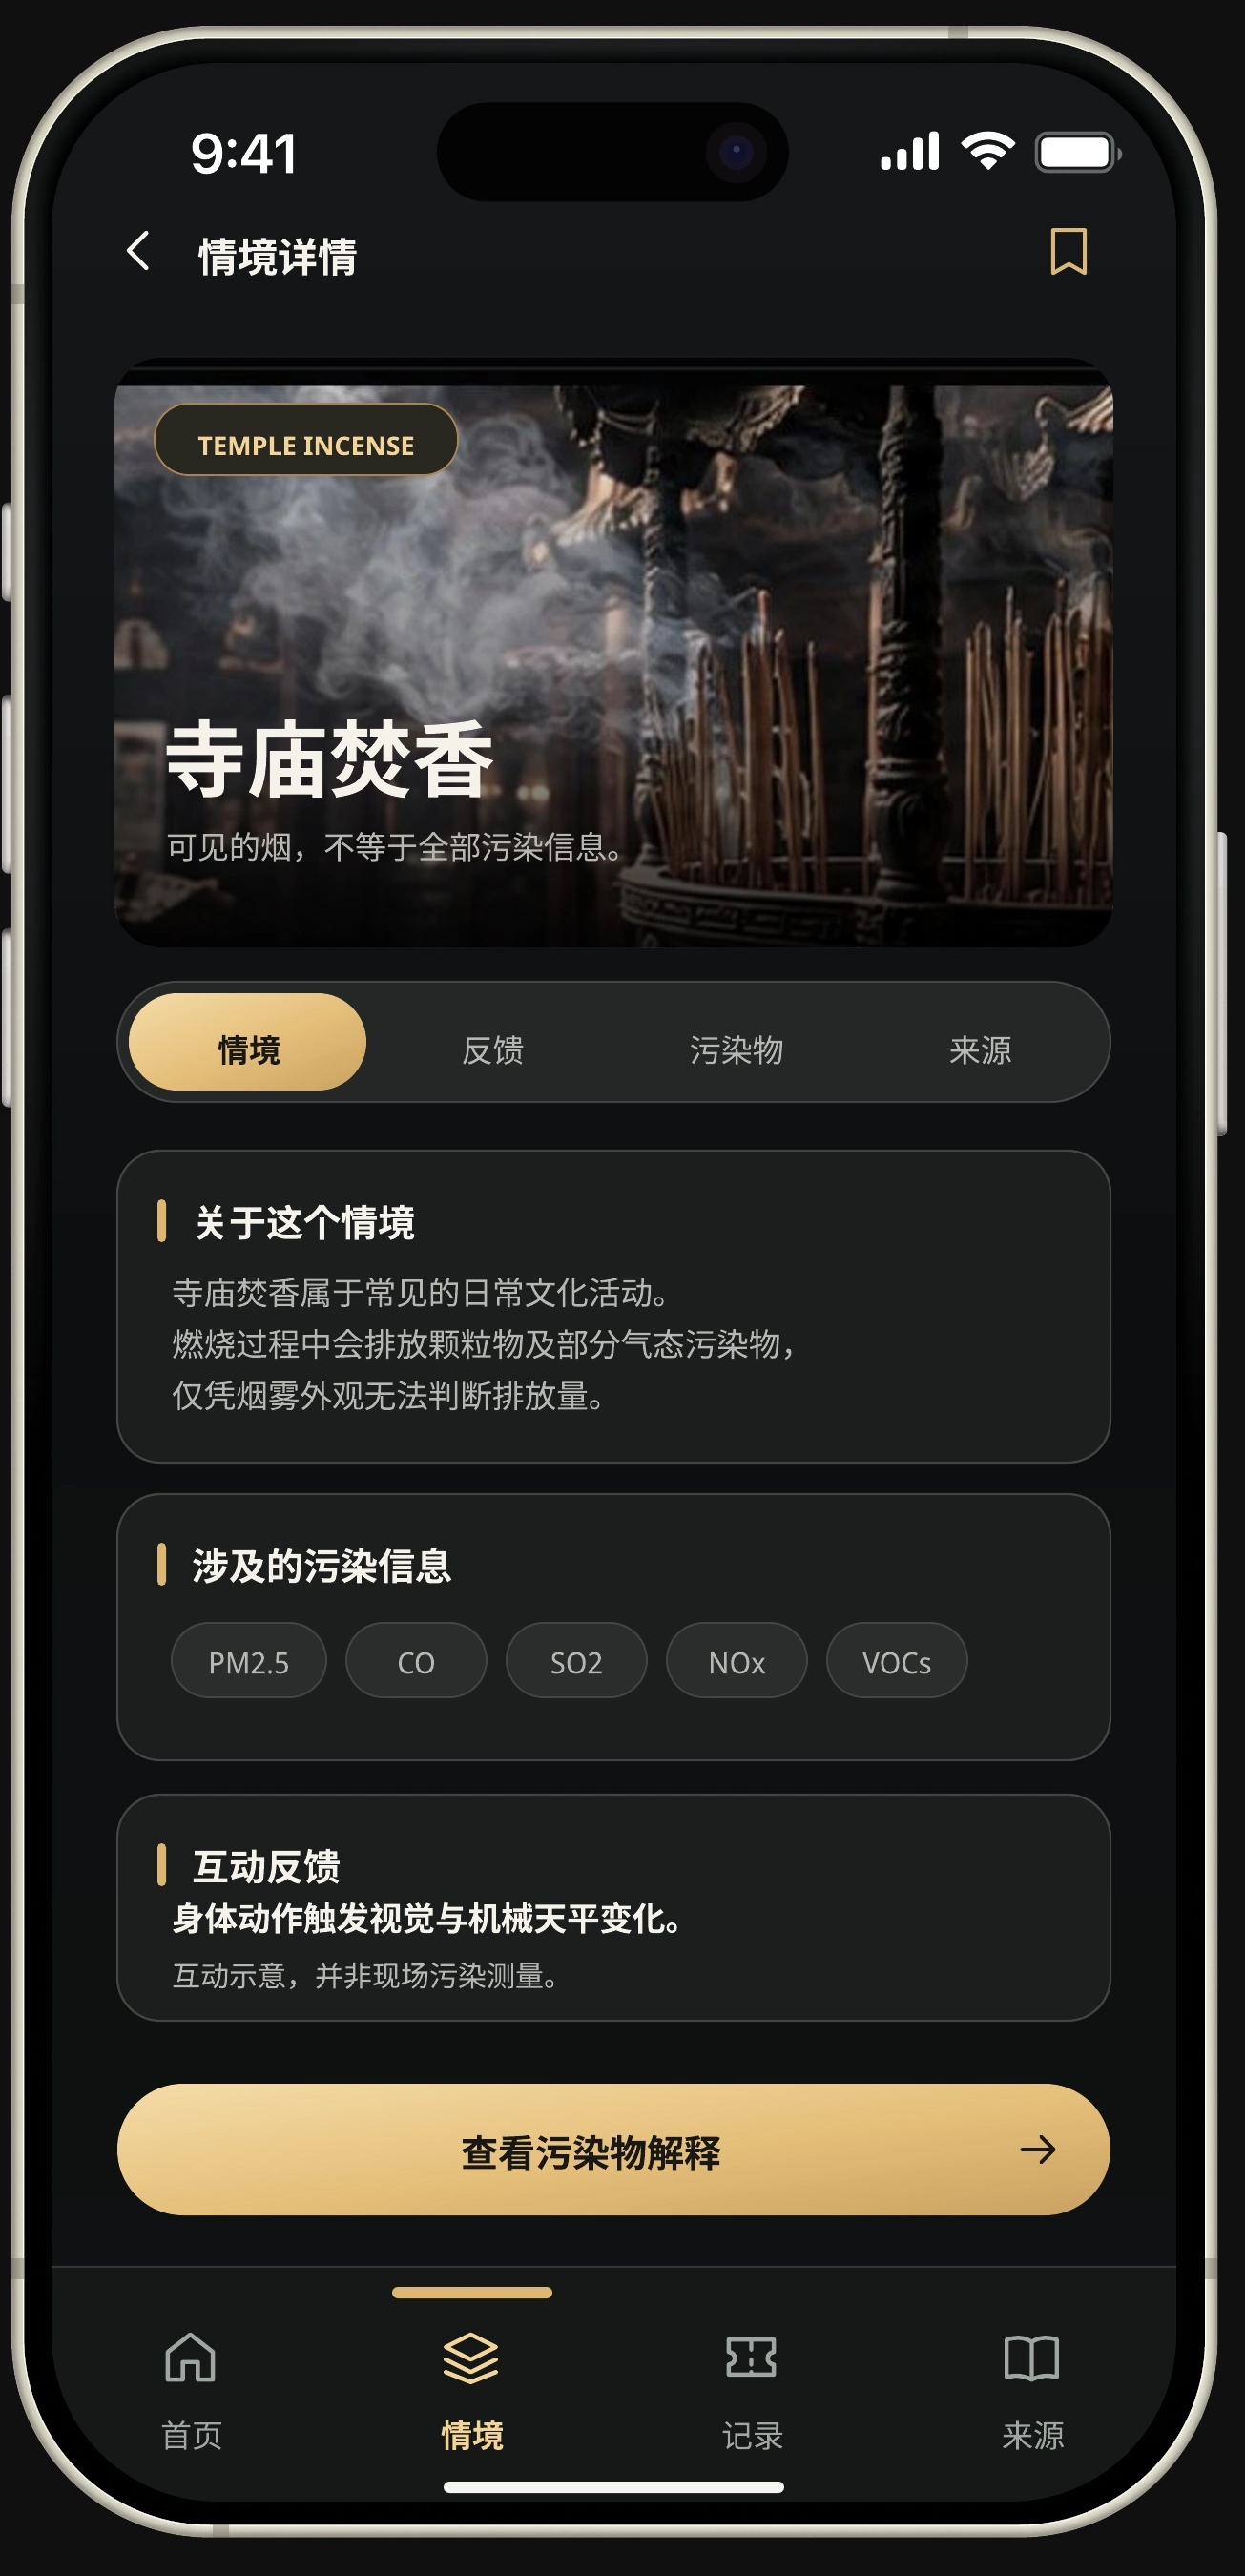 9:41
情境详情
TEMPLE INCENSE
寺庙焚香
可见的烟，不等于全部污染信息。
情境
反馈
污染物
来源
关于这个情境
寺庙焚香属于常见的日常文化活动。
燃烧过程中会排放颗粒物及部分气态污染物，
仅凭烟雾外观无法判断排放量。
涉及的污染信息
PM2.5
CO
SO2
NOx
VOCs
互动反馈
身体动作触发视觉与机械天平变化。
互动示意，并非现场污染测量。
查看污染物解释
首页
情境
记录
来源